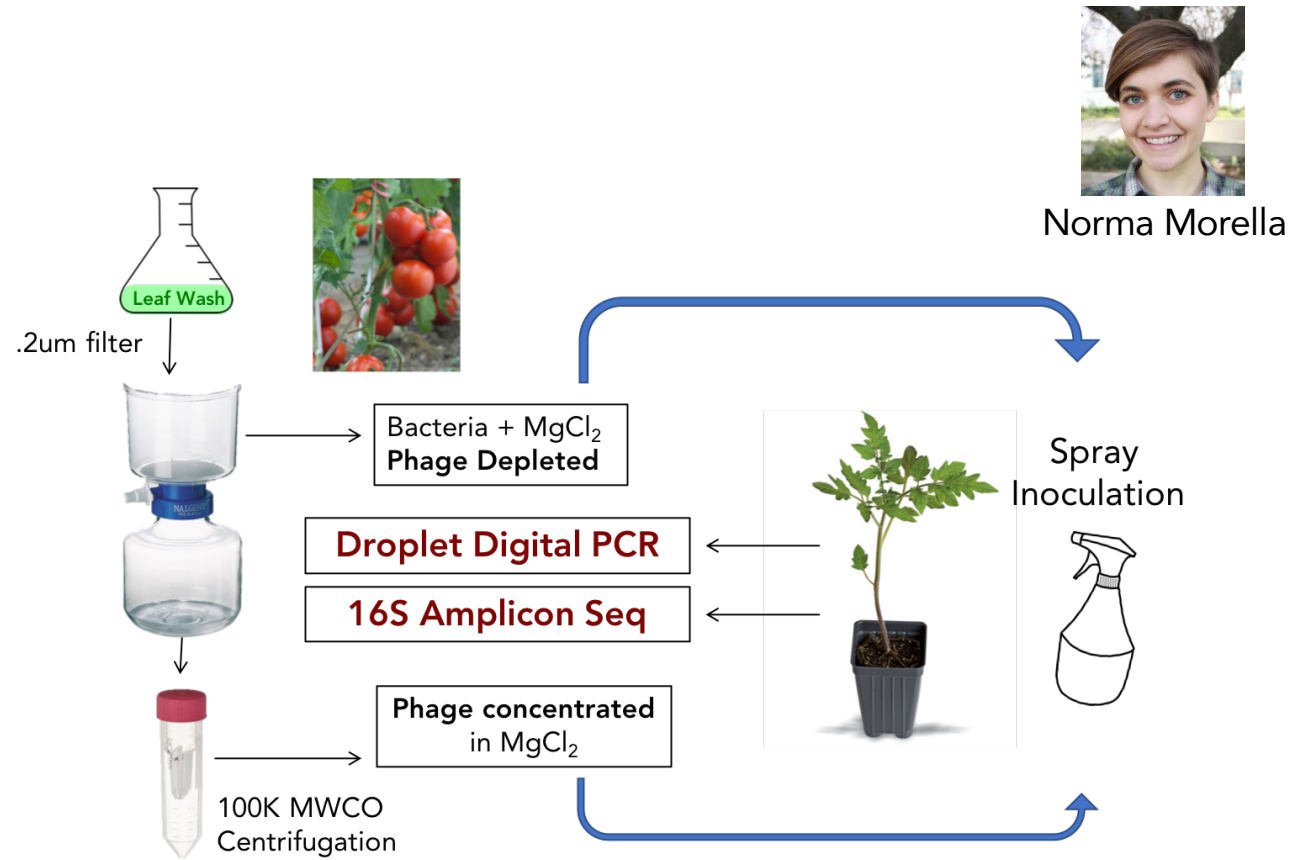 Norma Morella
Leaf Wash
.2um filter
Bacteria + MgCl₂
Phage Depleted
Spray
Inoculation
NALGENE
Droplet Digital PCR
16S Amplicon Seq
Phage concentrated
in MgCl₂
100K MWCO
Centrifugation